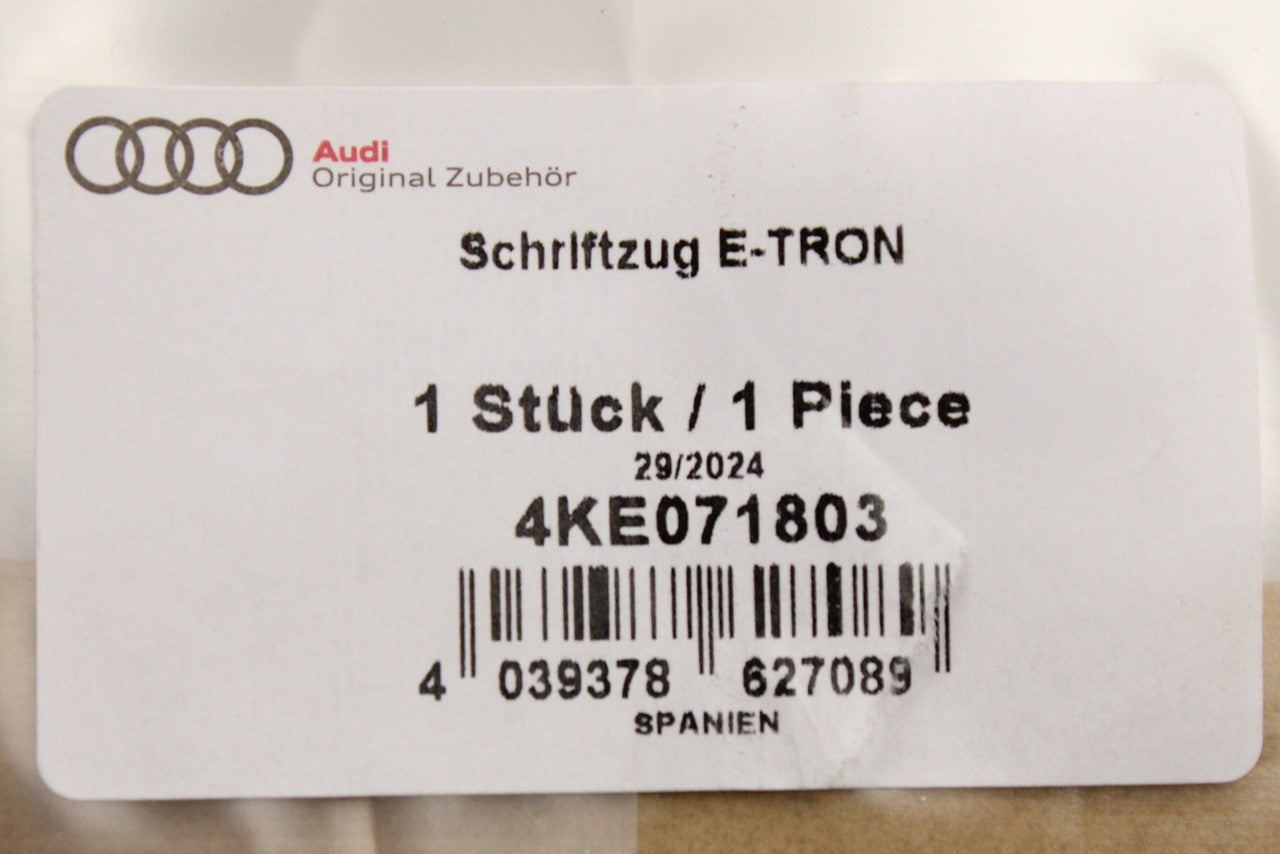 Audi
Original Zubehör
Schriftzug E-TRON
1 Stück / 1 Piece
29/2024
4KE071803
4 039378 627089
SPANIEN